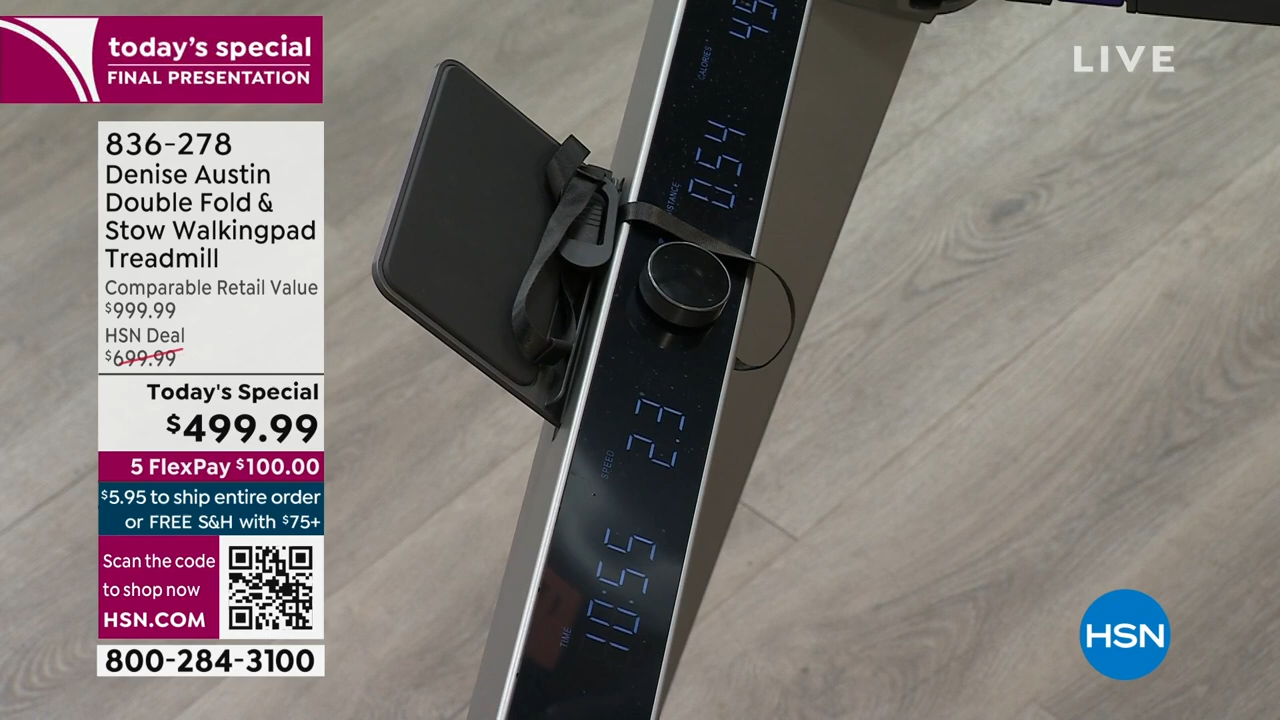 today's special
FINAL PRESENTATION
LIVE
836-278
Denise Austin
Double Fold &
Stow Walkingpad
Treadmill
Comparable Retail Value
$999.99
HSN Deal
$699.99
Today's Special
$499.99
5 FlexPay $100.00
$5.95 to ship entire order
or FREE S&H with $75+
Scan the code
to shop now
HSN.COM
800-284-3100
CALORIES
0.54
SPEED
2.3
TIME
10:55
HSN